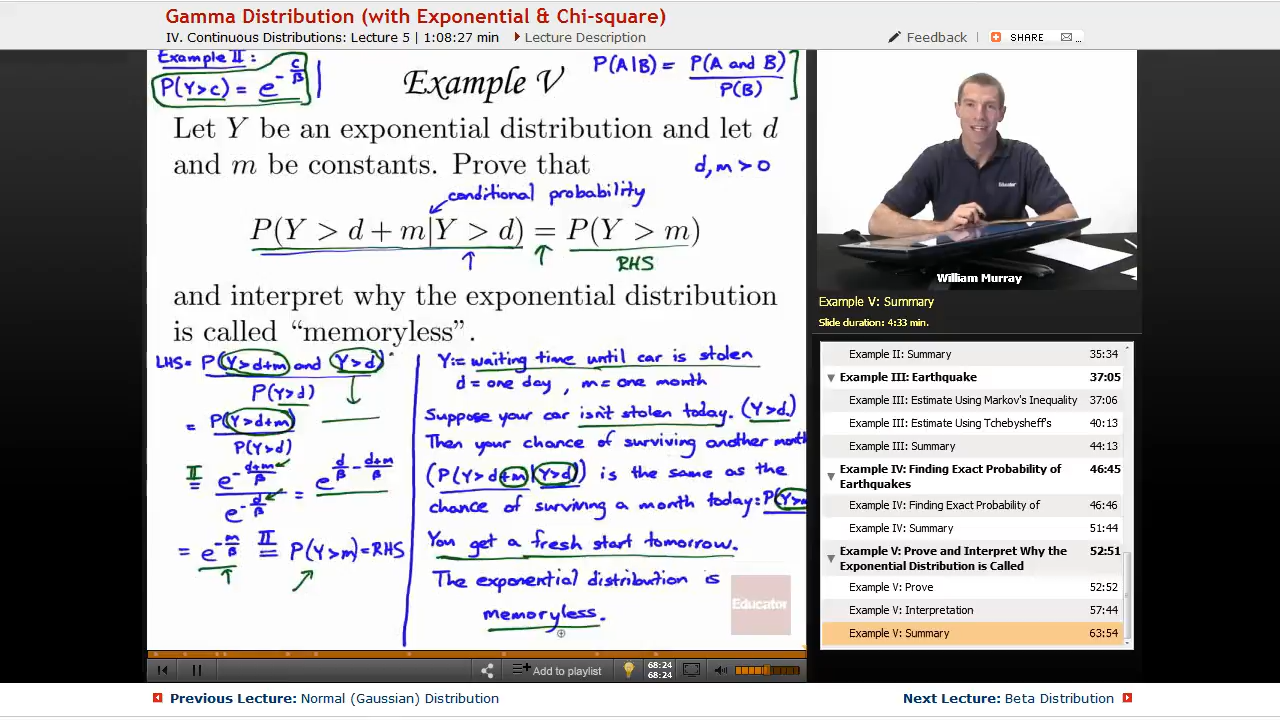 Gamma Distribution (with Exponential & Chi-square)
IV. Continuous Distributions: Lecture 5 | 1:08:27 min
Lecture Description
Feedback
SHARE
Example II:
P(Y>c) = e^(-c/β)
Example V
P(A|B) = P(A and B) / P(B)
Let Y be an exponential distribution and let d
and m be constants. Prove that
d, m > 0
conditional probability
P(Y > d + m|Y > d) = P(Y > m)
RHS
and interpret why the exponential distribution
is called “memoryless”.
LHS = P(Y>d+m and Y>d) / P(Y>d)
= P(Y>d+m) / P(Y>d)
II = e^(-(d+m)/β) / e^(-d/β) = e^(d/β - (d+m)/β)
= e^(-m/β) II = P(Y>m) = RHS
Y:= waiting time until car is stolen
d = one day , m = one month
Suppose your car isn't stolen today. (Y>d.)
Then your chance of surviving another month
(P(Y>d+m|Y>d)) is the same as the
chance of surviving a month today: P(Y>m
You get a fresh start tomorrow.
The exponential distribution is
memoryless.
Educator
Educator
William Murray
Example V: Summary
Slide duration: 4:33 min.
Example II: Summary 35:34
Example III: Earthquake 37:05
Example III: Estimate Using Markov's Inequality 37:06
Example III: Estimate Using Tchebysheff's 40:13
Example III: Summary 44:13
Example IV: Finding Exact Probability of
Earthquakes 46:45
Example IV: Finding Exact Probability of 46:46
Example IV: Summary 51:44
Example V: Prove and Interpret Why the
Exponential Distribution is Called 52:51
Example V: Prove 52:52
Example V: Interpretation 57:44
Example V: Summary 63:54
Add to playlist
68:24
68:24
Previous Lecture: Normal (Gaussian) Distribution
Next Lecture: Beta Distribution